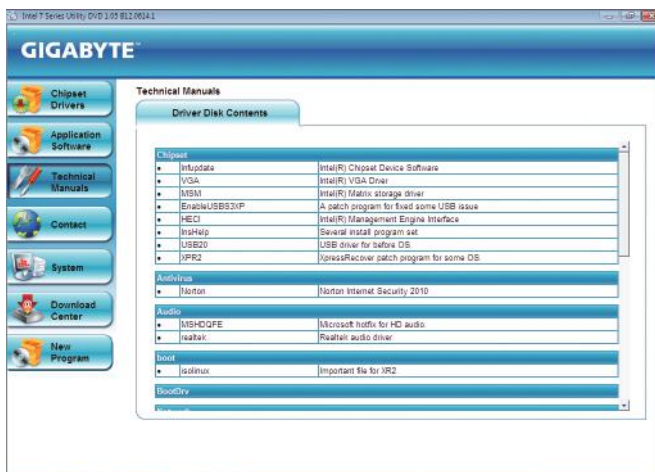 Intel 7 Series Utility DVD 1.05 B12.0614.1
GIGABYTE™
Chipset
Drivers
Application
Software
Technical
Manuals
Contact
System
Download
Center
New
Program
Technical Manuals
Driver Disk Contents
Chipset
• infupdate Intel(R) Chipset Device Software
• VGA Intel(R) VGA Driver
• MSM Intel(R) Matrix storage driver
• EnableUSBS3XP A patch program for fixed some USB issue
• HECI Intel(R) Management Engine Interface
• InsHelp Several install program set
• USB20 USB driver for before OS.
• XPR2 XpressRecover patch program for some OS.
Antivirus
• Norton Norton Internet Security 2010
Audio
• MSHDQFE Microsoft hotfix for HD audio.
• realtek Realtek audio driver
boot
• isolinux Important file for XR2
BootDrv